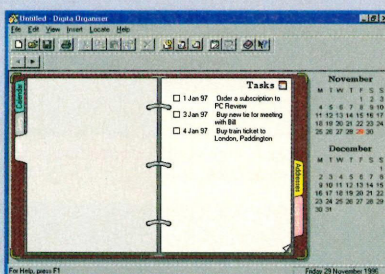 Untitled - Digita Organiser
File Edit View Insert Locate Help
Calendar
Tasks
1 Jan 97 Order a subscription to
PC Review
3 Jan 97 Buy new tie for meeting
with Bill
4 Jan 97 Buy train ticket to
London, Paddington
Addresses
November
M T W T F S S
1 2 3
4 5 6 7 8 9 10
11 12 13 14 15 16 17
18 19 20 21 22 23 24
25 26 27 28 29 30
December
M T W T F S S
1
2 3 4 5 6 7 8
9 10 11 12 13 14 15
16 17 18 19 20 21 22
23 24 25 26 27 28 29
30 31
For Help, press F1
Friday 29 November 1996